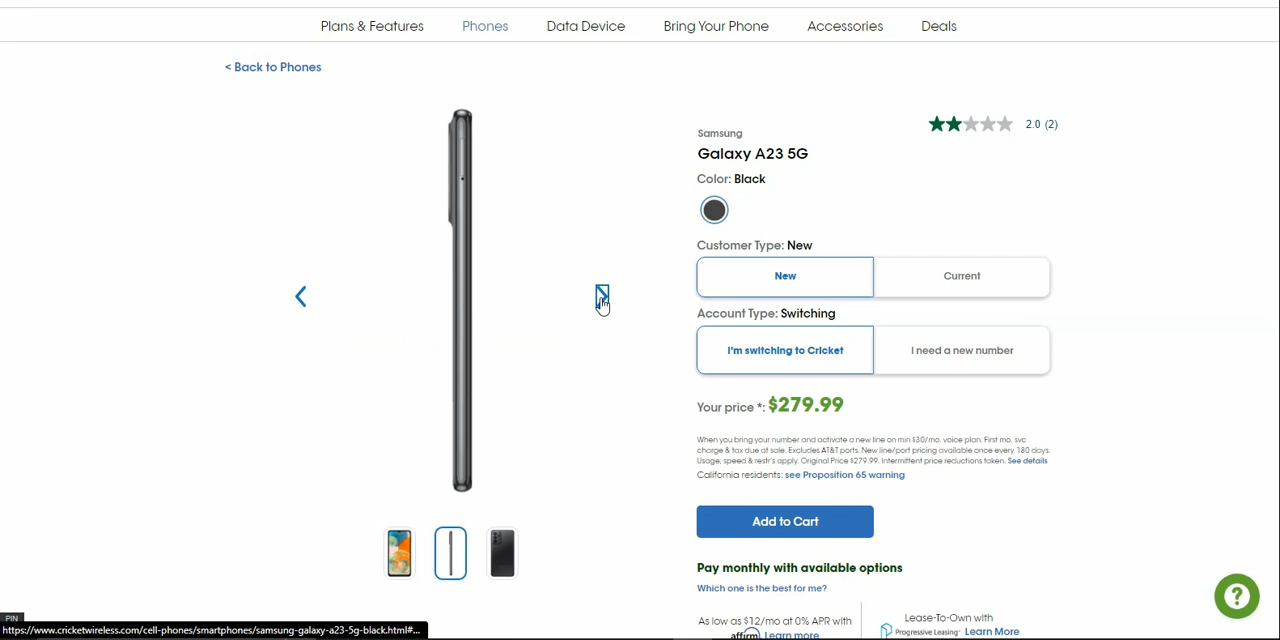 Plans & Features
Phones
Data Device
Bring Your Phone
Accessories
Deals
< Back to Phones
2.0 (2)
Samsung
Galaxy A23 5G
Color: Black
Customer Type: New
New
Current
Account Type: Switching
I'm switching to Cricket
I need a new number
Your price *: $279.99
When you bring your number and activate a new line on min $30/mo. voice plan. First mo. svc
charge & tax due at sale. Excludes AT&T ports. New line/port pricing available once every 180 days.
Usage, speed & restr's apply. Original Price $279.99. Intermittent price reductions taken. See details
California residents: see Proposition 65 warning
Add to Cart
Pay monthly with available options
Which one is the best for me?
As low as $12/mo at 0% APR with
affirm Learn more
Lease-To-Own with
Progressive Leasing Learn More
PIN
https://www.cricketwireless.com/cell-phones/smartphones/samsung-galaxy-a23-5g-black.html#...